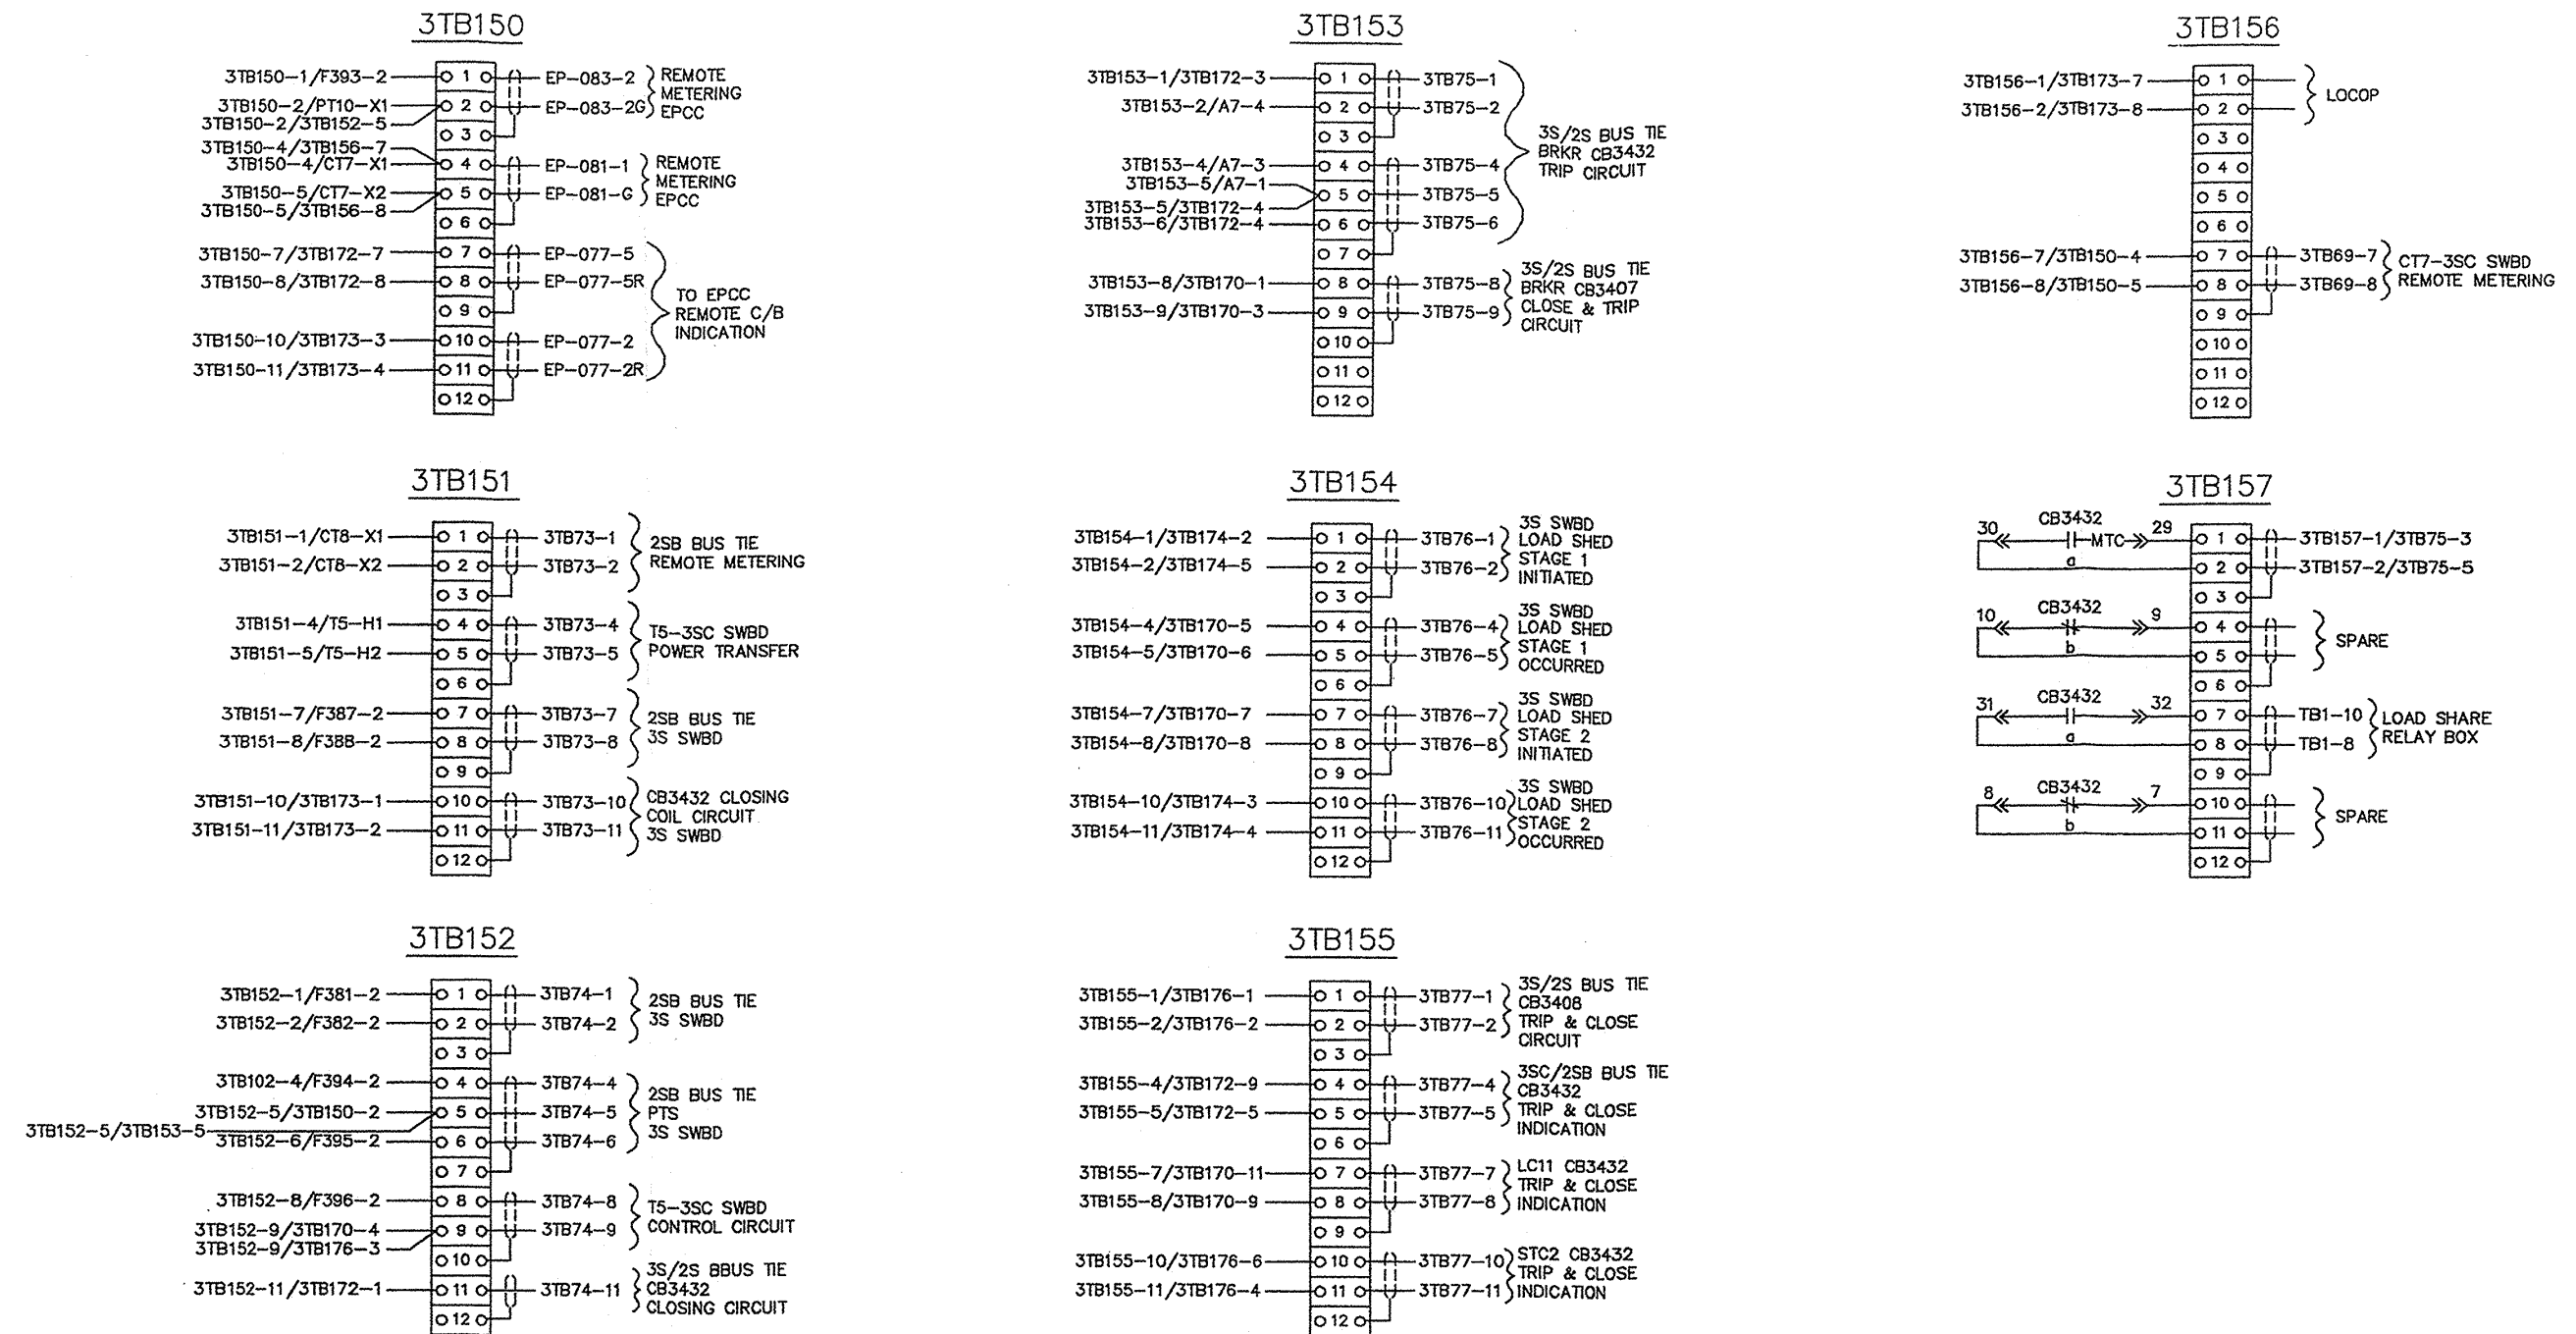 3TB150
3TB150-1/F393-2 1 EP-083-2 REMOTE
METERING
3TB150-2/PT10-X1 2 EP-083-2G EPCC
3TB150-2/3TB152-5
3
3TB150-4/3TB156-7
3TB150-4/CT7-X1 4 EP-081-1 REMOTE
METERING
3TB150-5/CT7-X2 5 EP-081-G EPCC
3TB150-5/3TB156-8
6
3TB150-7/3TB172-7 7 EP-077-5
3TB150-8/3TB172-8 8 EP-077-5R
TO EPCC
9 REMOTE C/B
INDICATION
3TB150-10/3TB173-3 10 EP-077-2
3TB150-11/3TB173-4 11 EP-077-2R
12
3TB151
3TB151-1/CT8-X1 1 3TB73-1 2SB BUS TIE
3TB151-2/CT8-X2 2 3TB73-2 REMOTE METERING
3
3TB151-4/T5-H1 4 3TB73-4 T5-3SC SWBD
3TB151-5/T5-H2 5 3TB73-5 POWER TRANSFER
6
3TB151-7/F387-2 7 3TB73-7 2SB BUS TIE
3TB151-8/F388-2 8 3TB73-8 3S SWBD
9
3TB151-10/3TB173-1 10 3TB73-10 CB3432 CLOSING
COIL CIRCUIT
3TB151-11/3TB173-2 11 3TB73-11 3S SWBD
12
3TB152
3TB152-1/F381-2 1 3TB74-1 2SB BUS TIE
3TB152-2/F382-2 2 3TB74-2 3S SWBD
3
3TB102-4/F394-2 4 3TB74-4 2SB BUS TIE
3TB152-5/3TB150-2 5 3TB74-5 PTS
3TB152-5/3TB153-5
3TB152-6/F395-2 6 3TB74-6 3S SWBD
7
3TB152-8/F396-2 8 3TB74-8 T5-3SC SWBD
3TB152-9/3TB170-4 9 3TB74-9 CONTROL CIRCUIT
3TB152-9/3TB176-3
10
3S/2S BBUS TIE
3TB152-11/3TB172-1 11 3TB74-11 CB3432
CLOSING CIRCUIT
12
3TB153
3TB153-1/3TB172-3 1 3TB75-1
3TB153-2/A7-4 2 3TB75-2
3 3S/2S BUS TIE
BRKR CB3432
3TB153-4/A7-3 4 3TB75-4 TRIP CIRCUIT
3TB153-5/A7-1
5 3TB75-5
3TB153-5/3TB172-4
3TB153-6/3TB172-4 6 3TB75-6
7
3S/2S BUS TIE
3TB153-8/3TB170-1 8 3TB75-8 BRKR CB3407
3TB153-9/3TB170-3 9 3TB75-9 CLOSE & TRIP
CIRCUIT
10
11
12
3TB154
3S SWBD
3TB154-1/3TB174-2 1 3TB76-1 LOAD SHED
STAGE 1
3TB154-2/3TB174-5 2 3TB76-2 INITIATED
3
3S SWBD
3TB154-4/3TB170-5 4 3TB76-4 LOAD SHED
STAGE 1
3TB154-5/3TB170-6 5 3TB76-5 OCCURRED
6
3S SWBD
3TB154-7/3TB170-7 7 3TB76-7 LOAD SHED
STAGE 2
3TB154-8/3TB170-8 8 3TB76-8 INITIATED
9
3S SWBD
3TB154-10/3TB174-3 10 3TB76-10 LOAD SHED
STAGE 2
3TB154-11/3TB174-4 11 3TB76-11 OCCURRED
12
3TB155
3S/2S BUS TIE
3TB155-1/3TB176-1 1 3TB77-1 CB3408
3TB155-2/3TB176-2 2 3TB77-2 TRIP & CLOSE
CIRCUIT
3
3SC/2SB BUS TIE
3TB155-4/3TB172-9 4 3TB77-4 CB3432
3TB155-5/3TB172-5 5 3TB77-5 TRIP & CLOSE
INDICATION
6
3TB155-7/3TB170-11 7 3TB77-7 LC11 CB3432
TRIP & CLOSE
3TB155-8/3TB170-9 8 3TB77-8 INDICATION
9
3TB155-10/3TB176-6 10 3TB77-10 STC2 CB3432
TRIP & CLOSE
3TB155-11/3TB176-4 11 3TB77-11 INDICATION
12
3TB156
3TB156-1/3TB173-7 1
LOCOP
3TB156-2/3TB173-8 2
3
4
5
6
3TB156-7/3TB150-4 7 3TB69-7 CT7-3SC SWBD
3TB156-8/3TB150-5 8 3TB69-8 REMOTE METERING
9
10
11
12
3TB157
CB3432
30 MTC 29 1 3TB157-1/3TB75-3
a 2 3TB157-2/3TB75-5
3
CB3432
10 9 4
SPARE
b 5
6
CB3432
31 32 7 TB1-10 LOAD SHARE
RELAY BOX
a 8 TB1-8
9
CB3432
8 7 10
SPARE
b 11
12